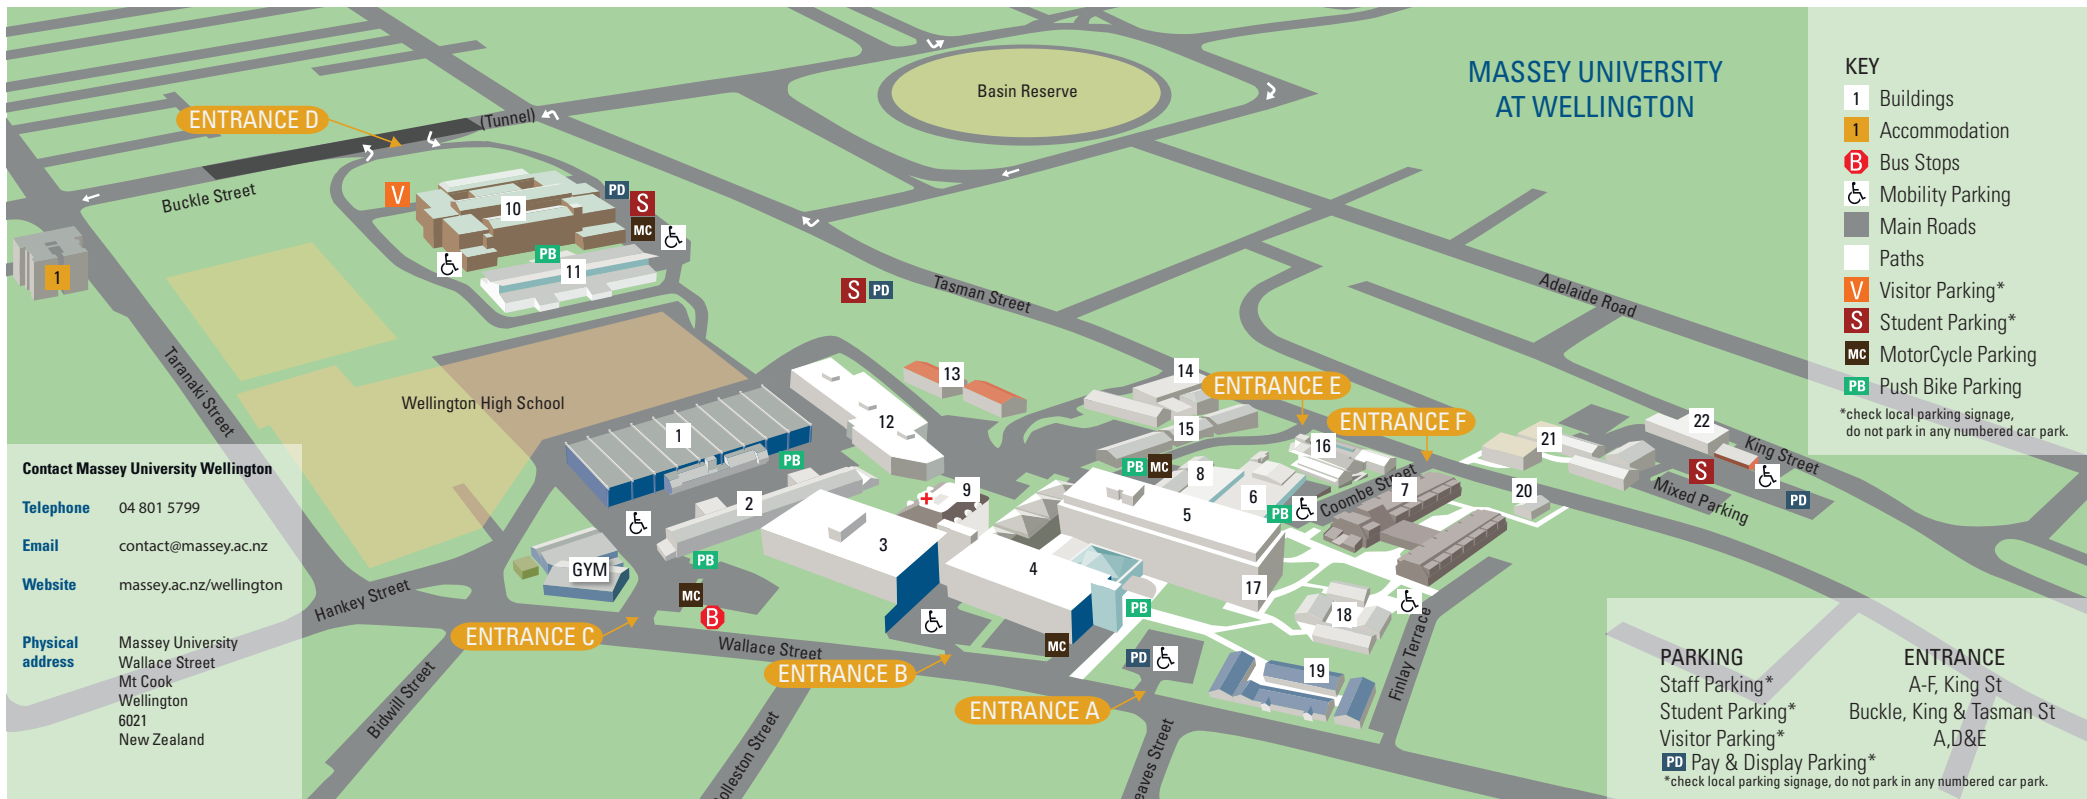 MASSEY UNIVERSITY
AT WELLINGTON
KEY
1 Buildings
1 Accommodation
B Bus Stops
Mobility Parking
Main Roads
Paths
V Visitor Parking*
S Student Parking*
MC MotorCycle Parking
PB Push Bike Parking
*check local parking signage,
do not park in any numbered car park.
Basin Reserve
ENTRANCE D
(Tunnel)
Buckle Street
V
10
PD
S
MC
PB
11
1
S PD
Tasman Street
Adelaide Road
Taranaki Street
Wellington High School
13
14
ENTRANCE E
ENTRANCE F
12
1
15
16
21
22
King Street
PB
PB
MC
8
6
S
PD
Mixed Parking
Coombe Street
7
20
9
2
5
PB
3
4
GYM
PB
MC
B
17
PB
18
MC
PD
19
Hankey Street
ENTRANCE C
Wallace Street
ENTRANCE B
ENTRANCE A
Bidwill Street
olleston Street
eaves Street
Finlay Terrace
Contact Massey University Wellington
Telephone 04 801 5799
Email contact@massey.ac.nz
Website massey.ac.nz/wellington
Physical address Massey University
Wallace Street
Mt Cook
Wellington
6021
New Zealand
PARKING ENTRANCE
Staff Parking* A-F, King St
Student Parking* Buckle, King & Tasman St
Visitor Parking* A,D&E
PD Pay & Display Parking*
*check local parking signage, do not park in any numbered car park.